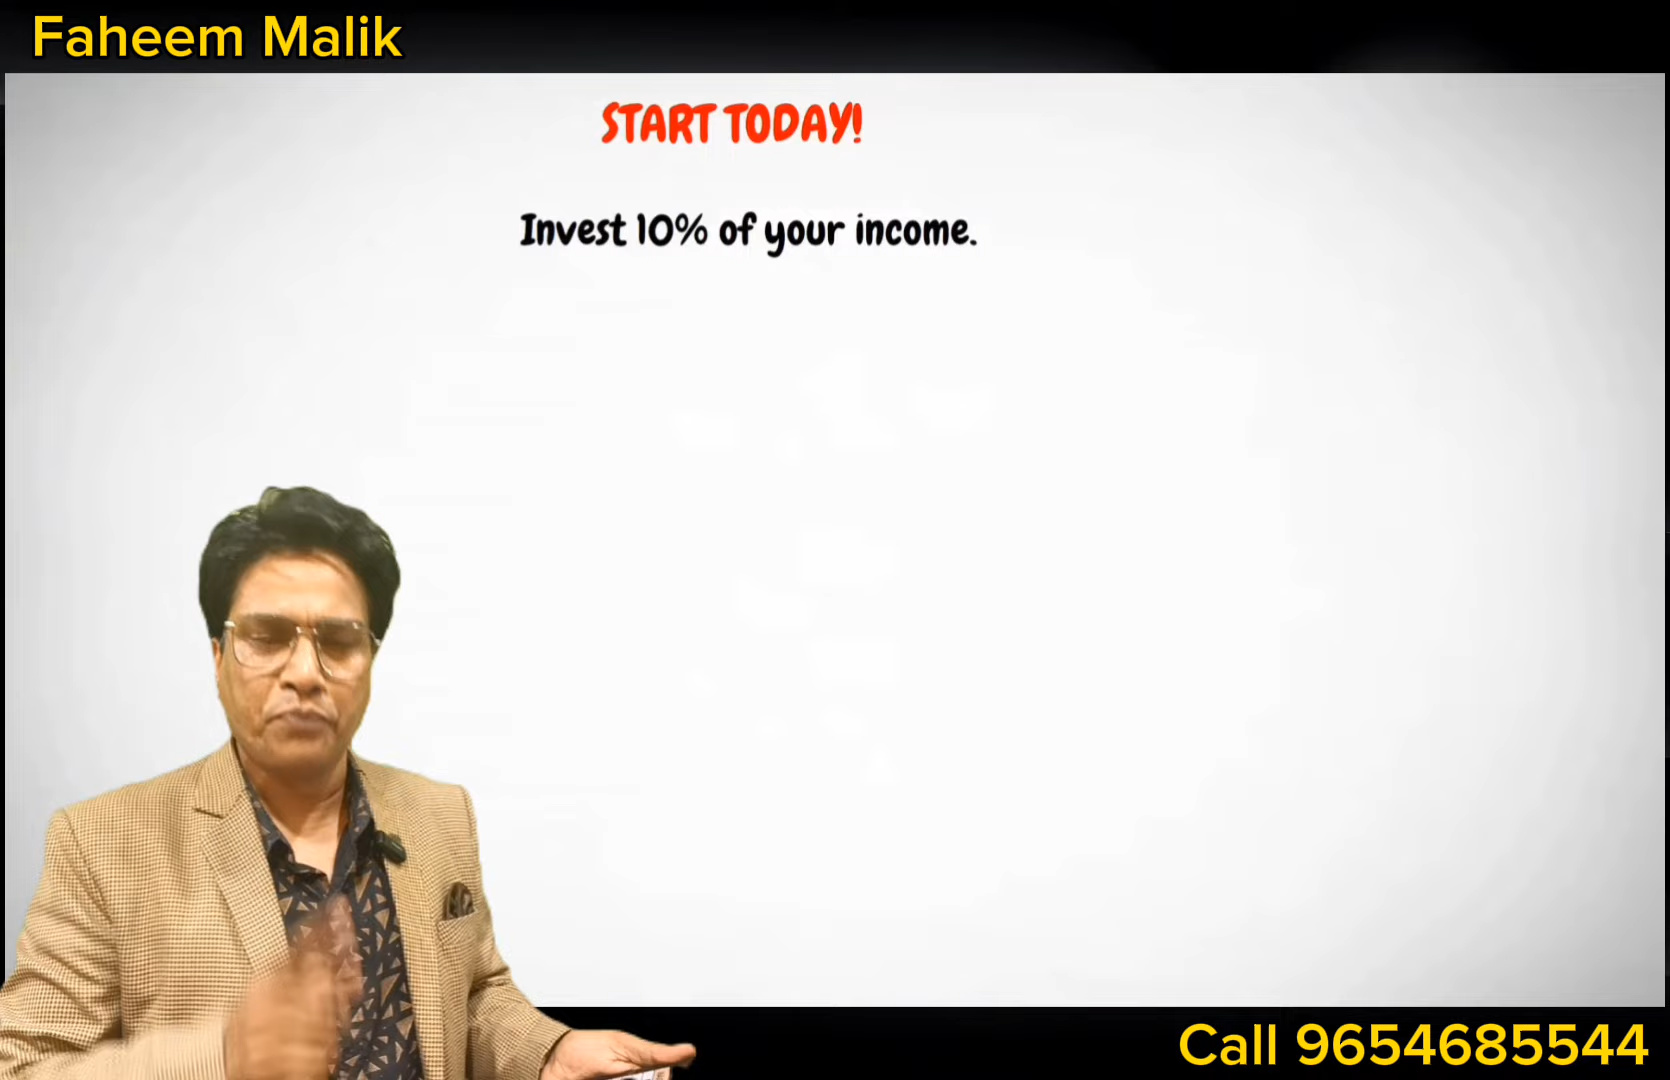 Faheem Malik
START TODAY!
Invest 10% of your income.
Call 9654685544